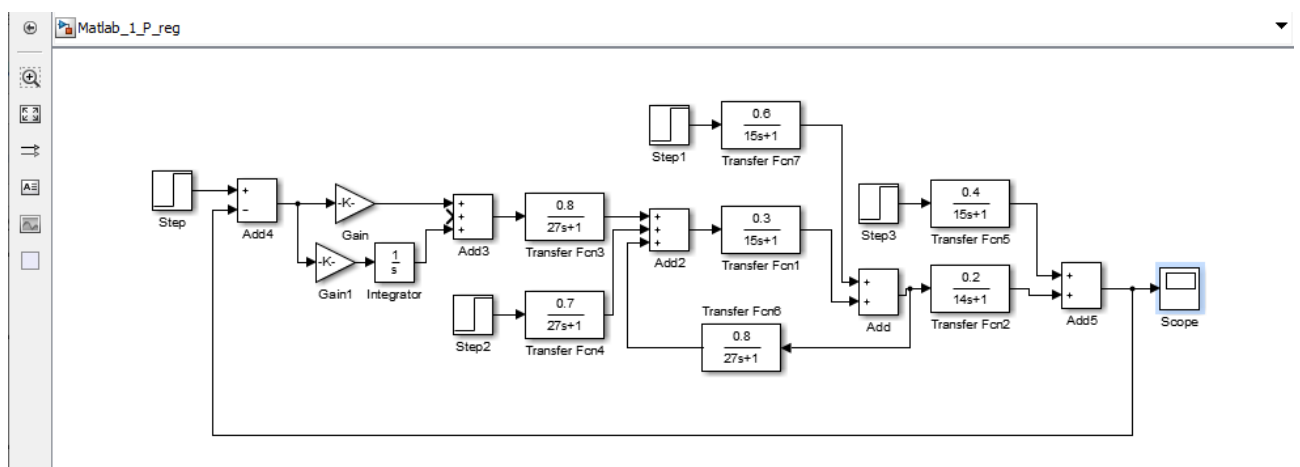 Matlab_1_P_reg
0.6
15s+1
Step1
Transfer Fcn7
+
−
Step
Add4
-K-
Gain
-K-
Gain1
1
s
Integrator
+
+
+
Add3
0.8
27s+1
Transfer Fcn3
+
+
+
Add2
0.3
15s+1
Transfer Fcn1
0.4
15s+1
Step3
Transfer Fcn5
+
+
Add
0.2
14s+1
Transfer Fcn2
+
+
Add5
Scope
0.7
27s+1
Step2
Transfer Fcn4
Transfer Fcn6
0.8
27s+1